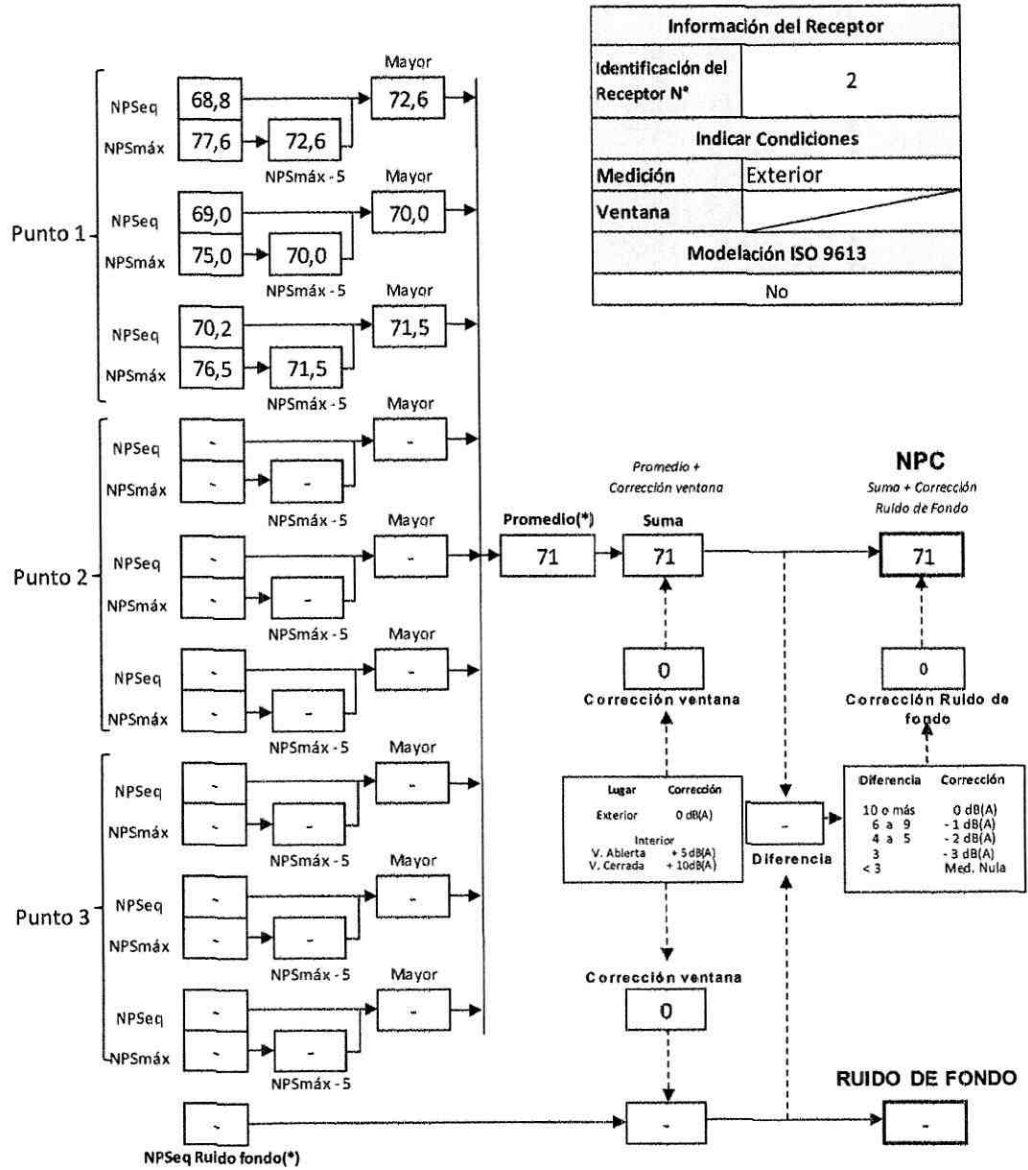 Información del Receptor
Identificación del Receptor N° 2
Indicar Condiciones
Medición Exterior
Ventana
Modelación ISO 9613
No
Punto 1
Mayor
NPSeq 68,8 72,6
NPSmáx 77,6 72,6
NPSmáx - 5
Mayor
NPSeq 69,0 70,0
NPSmáx 75,0 70,0
NPSmáx - 5
Mayor
NPSeq 70,2 71,5
NPSmáx 76,5 71,5
NPSmáx - 5
Punto 2
Mayor
NPSeq - -
NPSmáx - -
NPSmáx - 5
Mayor
NPSeq - -
NPSmáx - -
NPSmáx - 5
Mayor
NPSeq - -
NPSmáx - -
NPSmáx - 5
Punto 3
Mayor
NPSeq - -
NPSmáx - -
NPSmáx - 5
Mayor
NPSeq - -
NPSmáx - -
NPSmáx - 5
Mayor
NPSeq - -
NPSmáx - -
NPSmáx - 5
-
NPSeq Ruido fondo(*)
Promedio(*)
71
Promedio +
Corrección ventana
Suma
71
0
Corrección ventana
Lugar Corrección
Exterior 0 dB(A)
Interior
V. Abierta + 5 dB(A)
V. Cerrada + 10dB(A)
Corrección ventana
0
-
-
Diferencia
NPC
Suma + Corrección
Ruido de Fondo
71
0
Corrección Ruido de
fondo
Diferencia Corrección
10 o más 0 dB(A)
6 a 9 - 1 dB(A)
4 a 5 - 2 dB(A)
3 - 3 dB(A)
< 3 Med. Nula
RUIDO DE FONDO
-